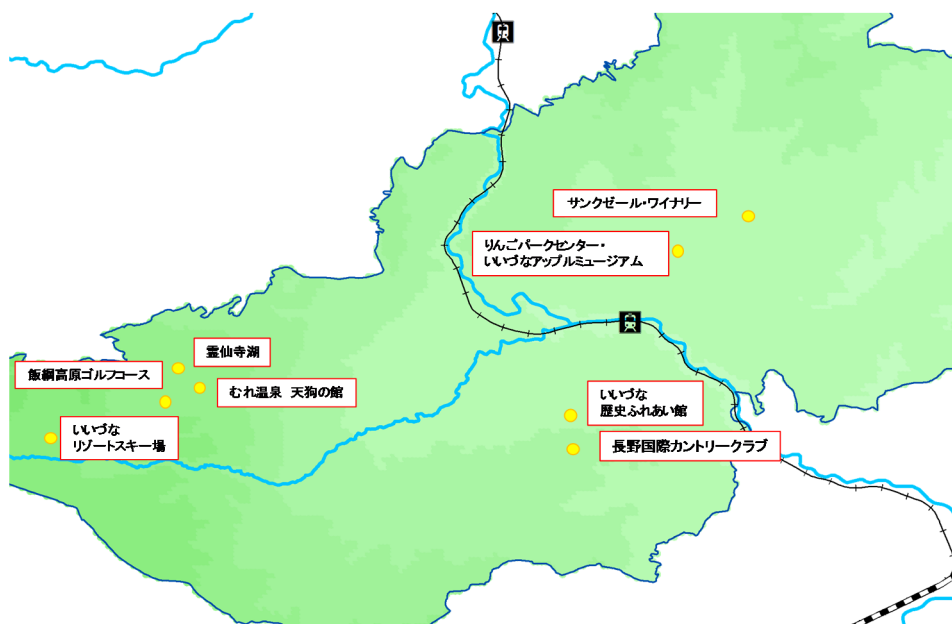 サンクゼール・ワイナリー
りんごパークセンター・
いいづなアップルミュージアム
霊仙寺湖
飯綱高原ゴルフコース
むれ温泉 天狗の館
いいづな
リゾートスキー場
いいづな
歴史ふれあい館
長野国際カントリークラブ